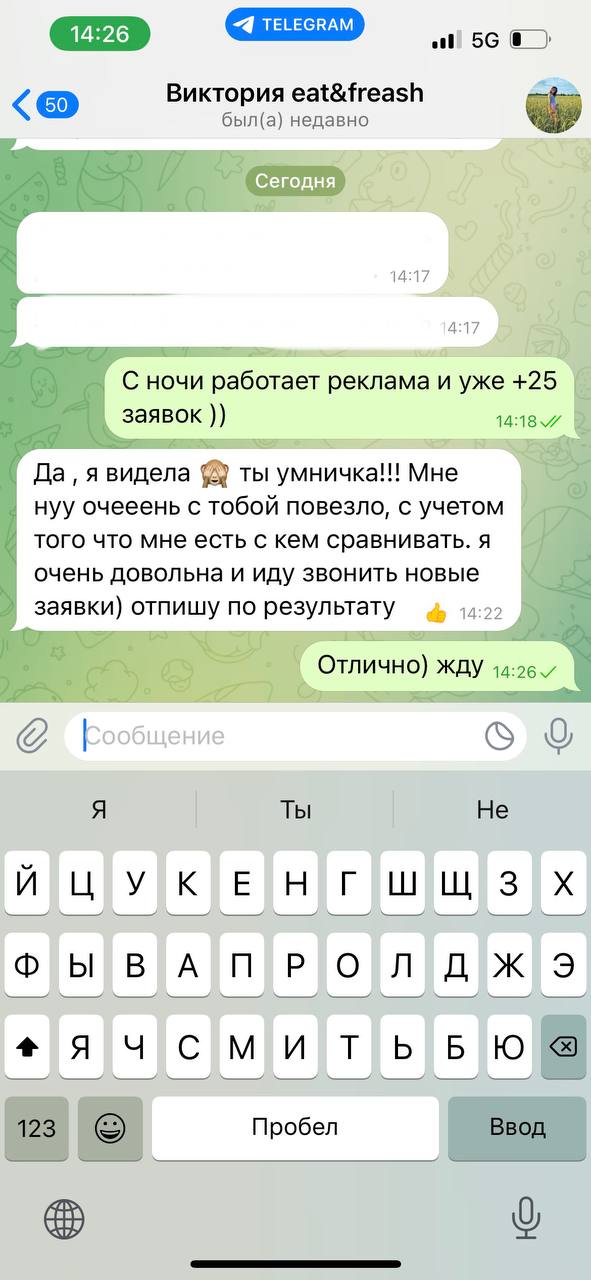 14:26
TELEGRAM
5G
50
Виктория eat&freash
был(а) недавно
Сегодня
14:17
14:17
С ночи работает реклама и уже +25
заявок ))
14:18
Да , я видела 🙈 ты умничка!!! Мне
нуу очееень с тобой повезло, с учетом
того что мне есть с кем сравнивать. я
очень довольна и иду звонить новые
заявки) отпишу по результату 👍 14:22
Отлично) жду 14:26
Сообщение
Я Ты Не
Й Ц У К Е Н Г Ш Щ З Х
Ф Ы В А П Р О Л Д Ж Э
Я Ч С М И Т Ь Б Ю
123 Пробел Ввод